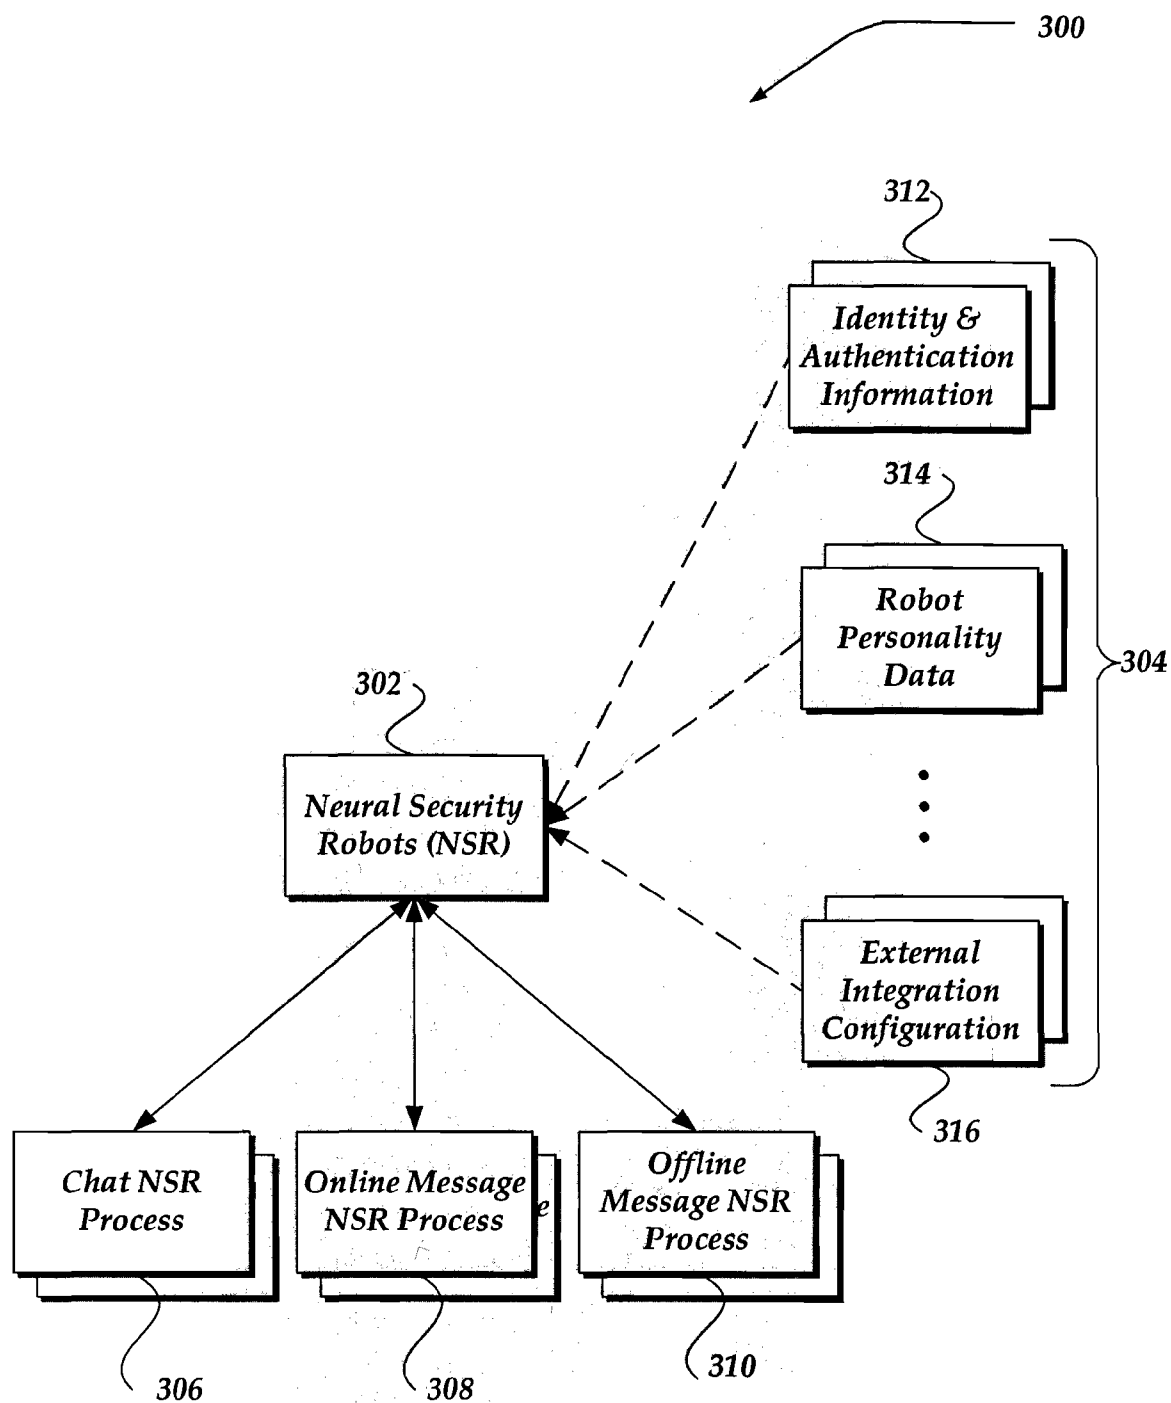 300
312
Identity &
Authentication
Information
314
Robot
Personality
Data
304
302
Neural Security
Robots (NSR)
External
Integration
Configuration
316
Chat NSR
Process
Online Message
NSR Process
e
Offline
Message NSR
Process
306
308
310